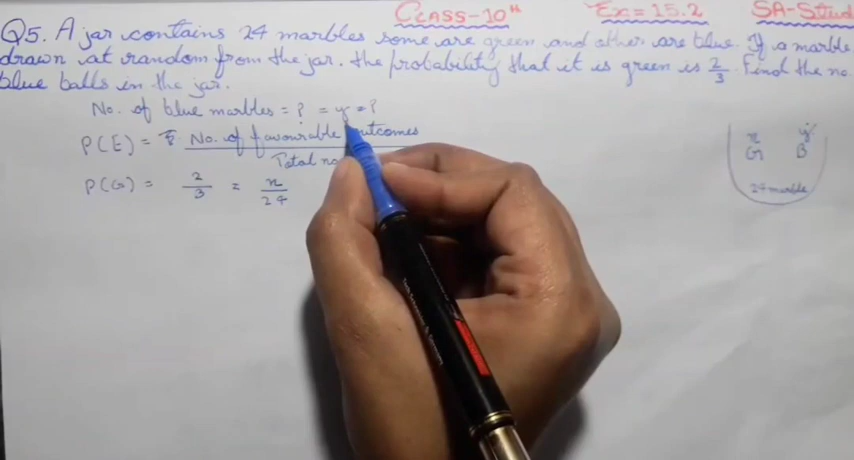 CLASS-10th Ex=15.2 SA-Stud
Q5. A jar contains 24 marbles some are green and other are blue. If a marble
drawn at random from the jar. the probability that it is green is 2/3. Find the no.
blue balls in the jar.
No. of blue marbles = ? = y = ?
P(E) = No. of favourable outcomes
Total no
P(G) = 2/3 = x/24
x y
G B
24 marble